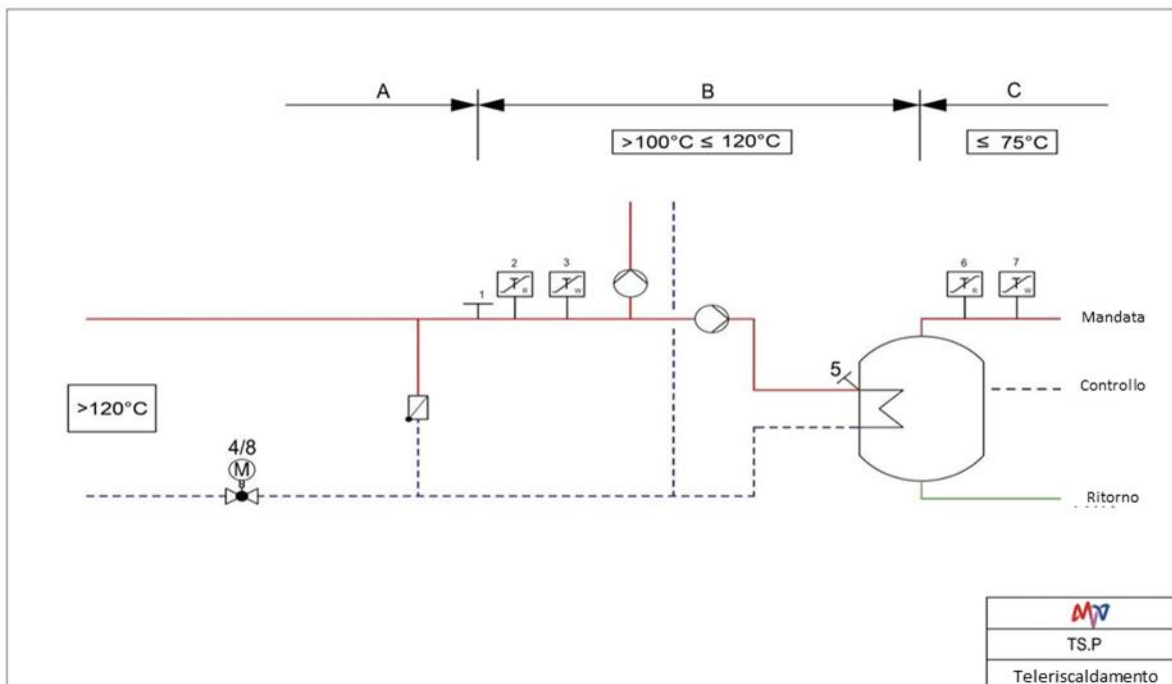 A B C
>100°C ≤ 120°C
≤ 75°C
2 3
R W
6 7
R W
1
Mandata
5
Controllo
>120°C
4/8
M
Ritorno
TS.P
Teleriscaldamento